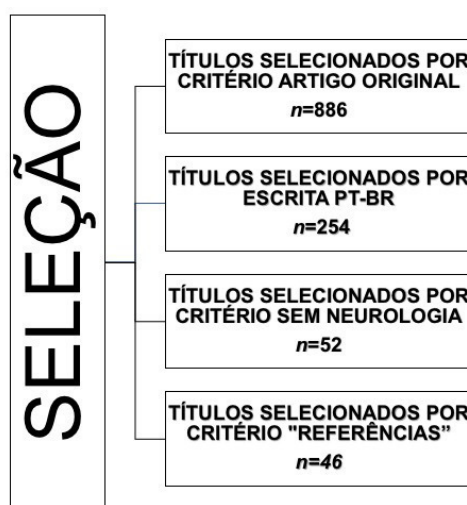 SELEÇÃO
TÍTULOS SELECIONADOS POR
CRITÉRIO ARTIGO ORIGINAL
n=886
TÍTULOS SELECIONADOS POR
ESCRITA PT-BR
n=254
TÍTULOS SELECIONADOS POR
CRITÉRIO SEM NEUROLOGIA
n=52
TÍTULOS SELECIONADOS POR
CRITÉRIO "REFERÊNCIAS”
n=46